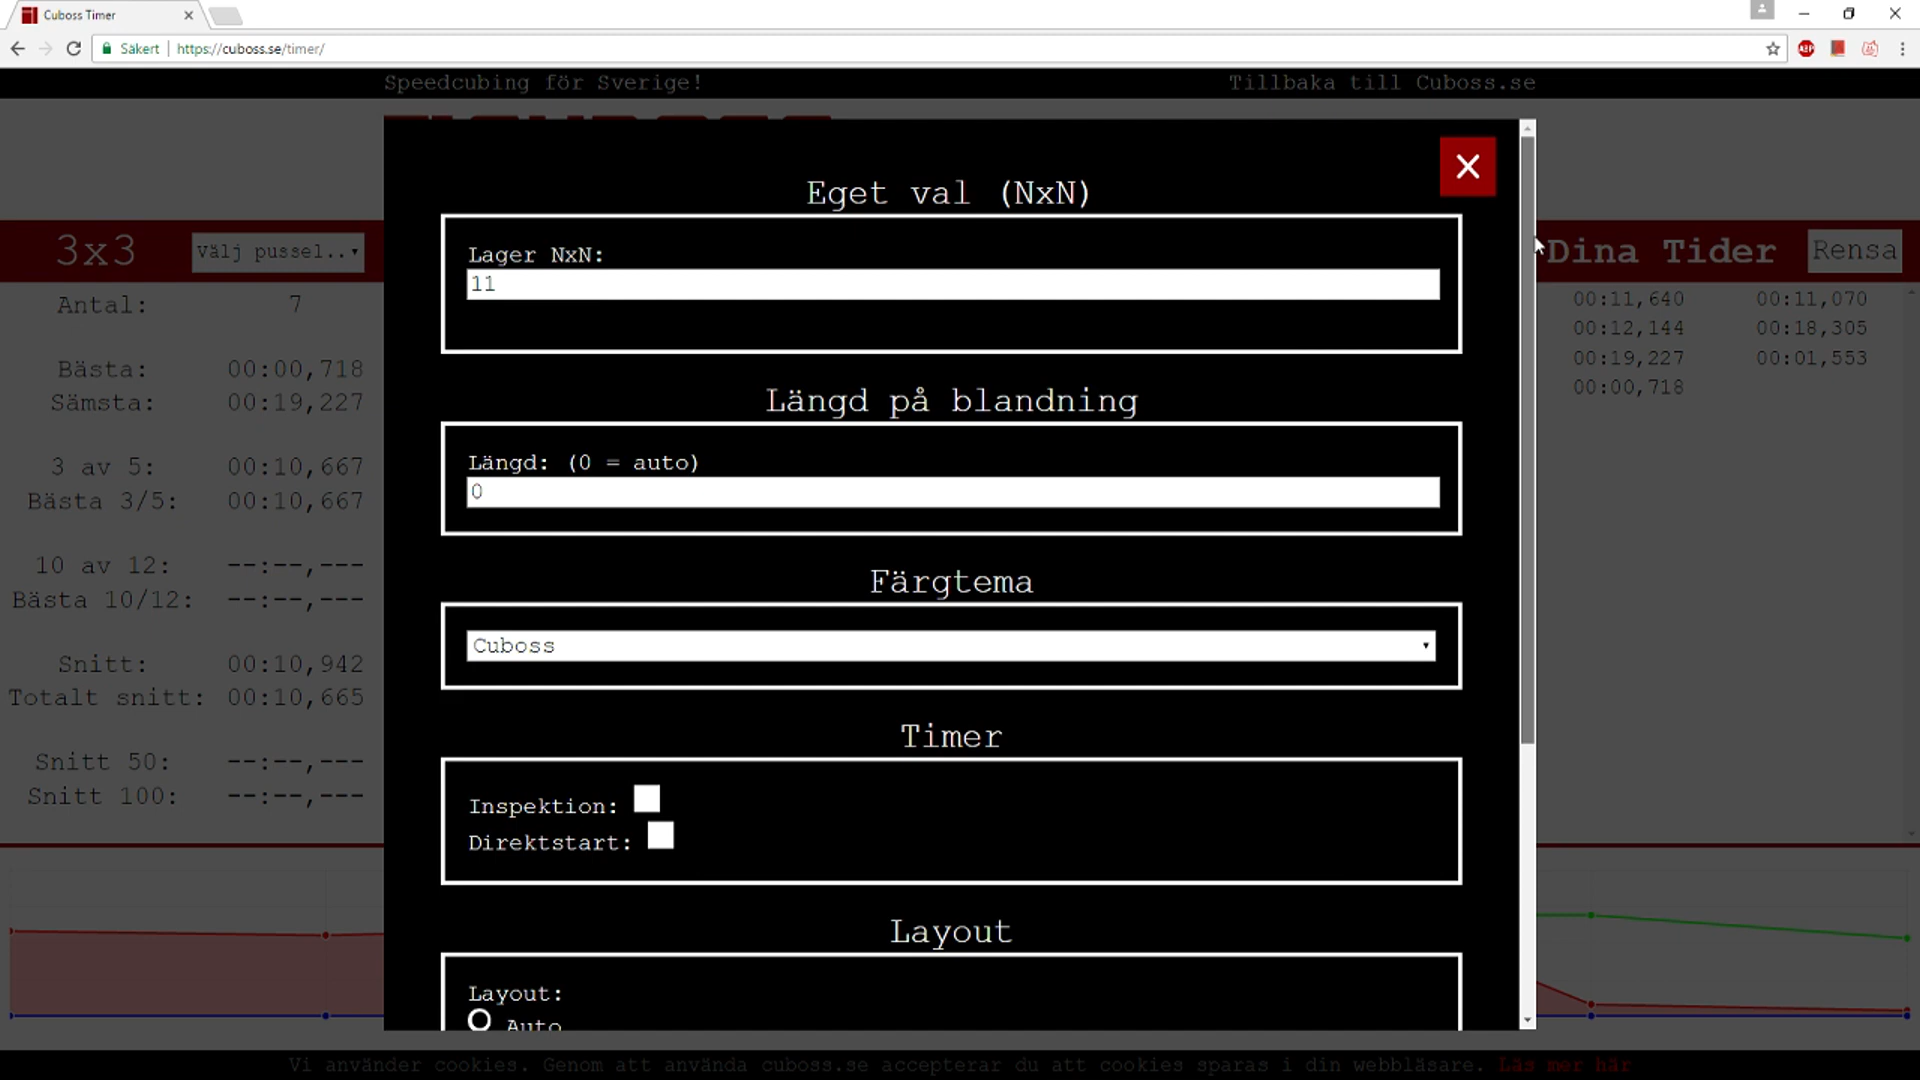 Cuboss Timer
Säkert
https://cuboss.se/timer/
Speedcubing för Sverige!
Tillbaka till Cuboss.se
3x3
Välj pussel..
Antal: 7
Bästa: 00:00,718
Sämsta: 00:19,227
3 av 5: 00:10,667
Bästa 3/5: 00:10,667
10 av 12: --:--,---
Bästa 10/12: --:--,---
Snitt: 00:10,942
Totalt snitt: 00:10,665
Snitt 50: --:--,---
Snitt 100: --:--,---
Eget val (NxN)
Lager NxN:
11
Längd på blandning
Längd: (0 = auto)
0
Färgtema
Cuboss
Timer
Inspektion:
Direktstart:
Layout
Layout:
Auto
Dina Tider
Rensa
00:11,640 00:11,070
00:12,144 00:18,305
00:19,227 00:01,553
00:00,718
Vi använder cookies. Genom att använda cuboss.se accepterar du att cookies sparas i din webbläsare. Läs mer här